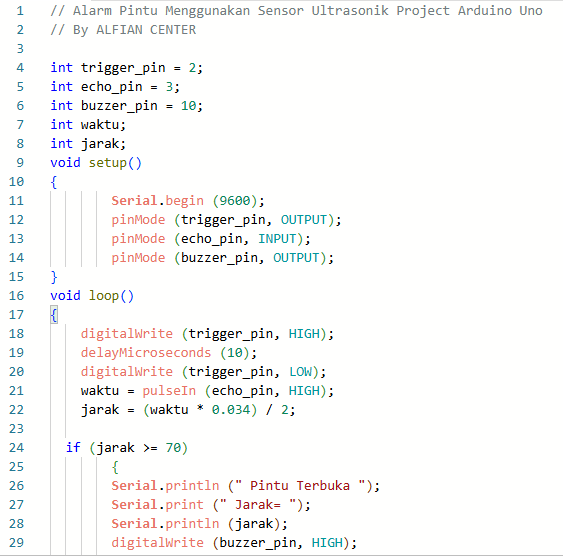 1 // Alarm Pintu Menggunakan Sensor Ultrasonik Project Arduino Uno
2 // By ALFIAN CENTER
3
4 int trigger_pin = 2;
5 int echo_pin = 3;
6 int buzzer_pin = 10;
7 int waktu;
8 int jarak;
9 void setup()
10 {
11 Serial.begin (9600);
12 pinMode (trigger_pin, OUTPUT);
13 pinMode (echo_pin, INPUT);
14 pinMode (buzzer_pin, OUTPUT);
15 }
16 void loop()
17 {
18 digitalWrite (trigger_pin, HIGH);
19 delayMicroseconds (10);
20 digitalWrite (trigger_pin, LOW);
21 waktu = pulseIn (echo_pin, HIGH);
22 jarak = (waktu * 0.034) / 2;
23
24 if (jarak >= 70)
25 {
26 Serial.println (" Pintu Terbuka ");
27 Serial.print (" Jarak= ");
28 Serial.println (jarak);
29 digitalWrite (buzzer_pin, HIGH);